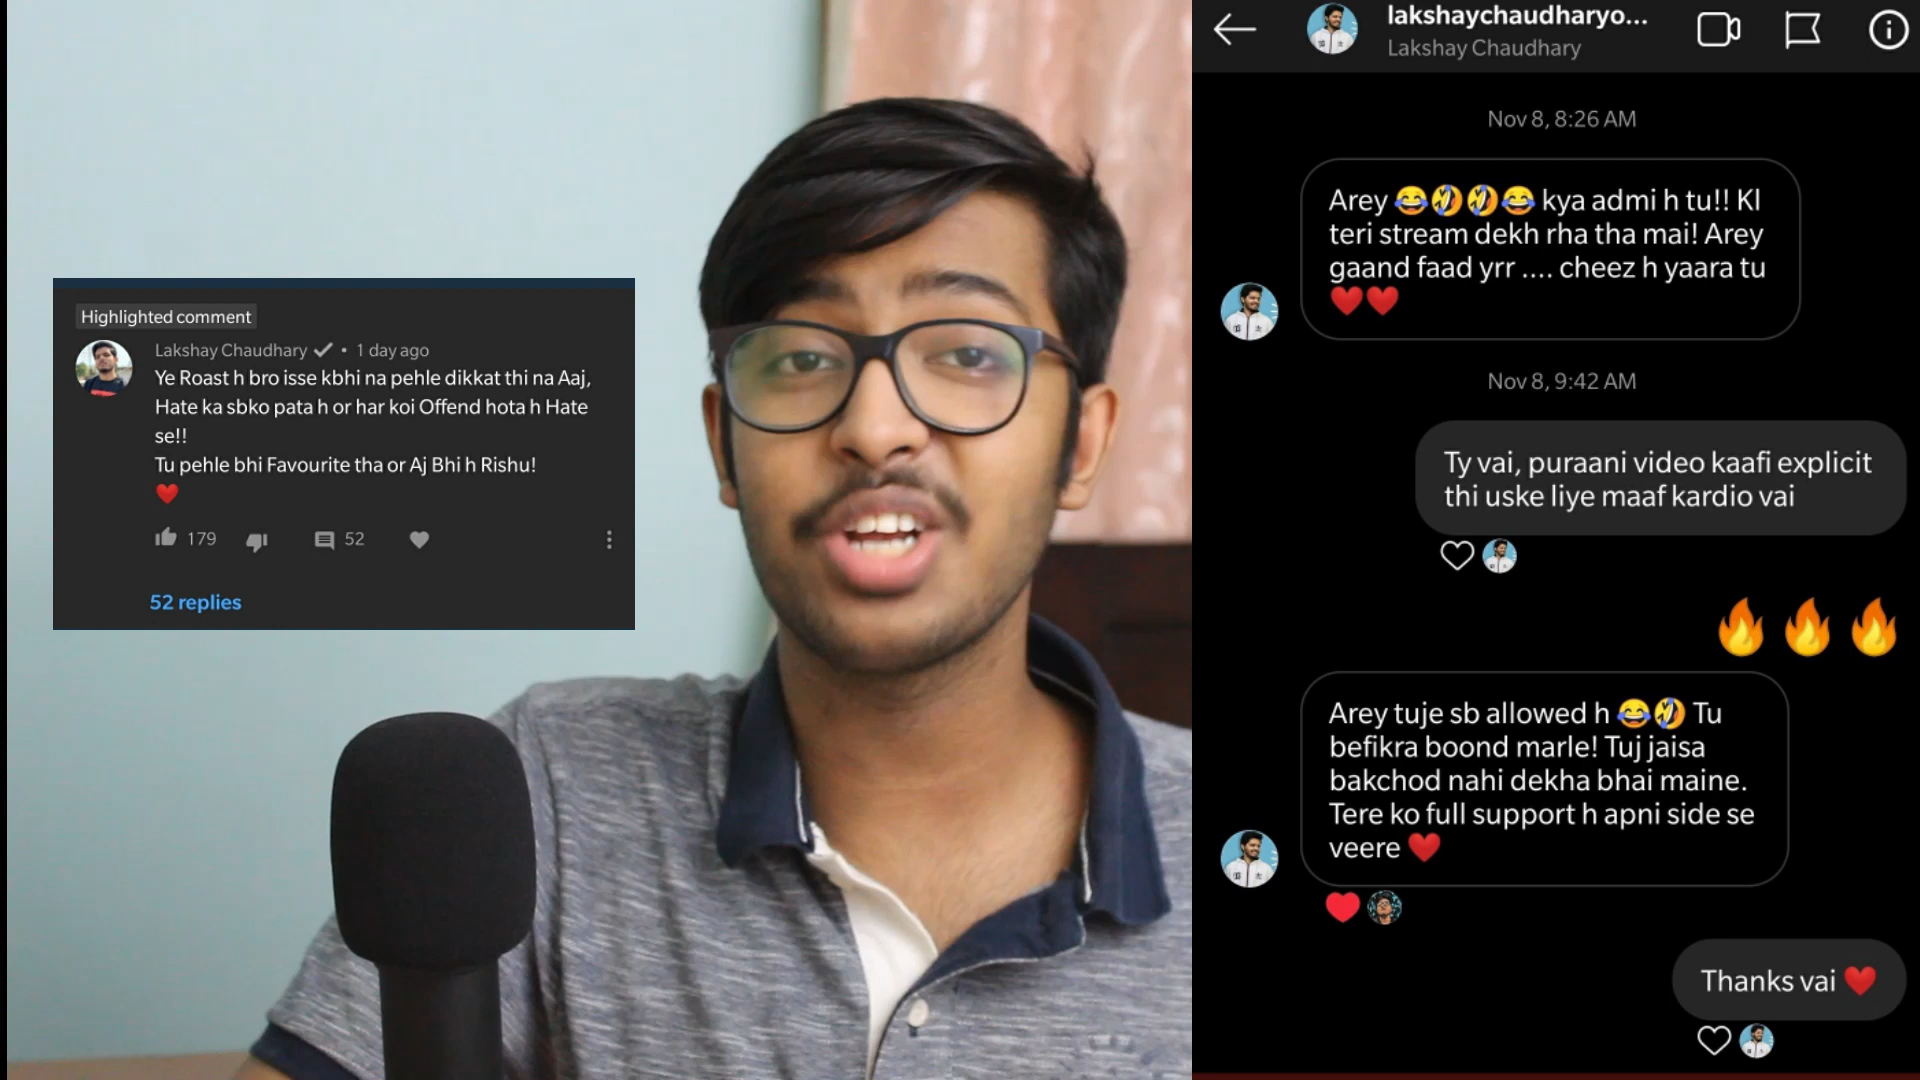 Highlighted comment
Lakshay Chaudhary ✔ • 1 day ago
Ye Roast h bro isse kbhi na pehle dikkat thi na Aaj,
Hate ka sbko pata h or har koi Offend hota h Hate
se!!
Tu pehle bhi Favourite tha or Aj Bhi h Rishu!
❤️
179 52
52 replies
lakshaychaudharyo...
Lakshay Chaudhary
Nov 8, 8:26 AM
Arey 😂🤣🤣😂 kya admi h tu!! Kl
teri stream dekh rha tha mai! Arey
gaand faad yrr .... cheez h yaara tu
❤️❤️
Nov 8, 9:42 AM
Ty vai, puraani video kaafi explicit
thi uske liye maaf kardio vai
🔥 🔥 🔥
Arey tuje sb allowed h 😂🤣 Tu
befikra boond marle! Tuj jaisa
bakchod nahi dekha bhai maine.
Tere ko full support h apni side se
veere ❤️
Thanks vai ❤️